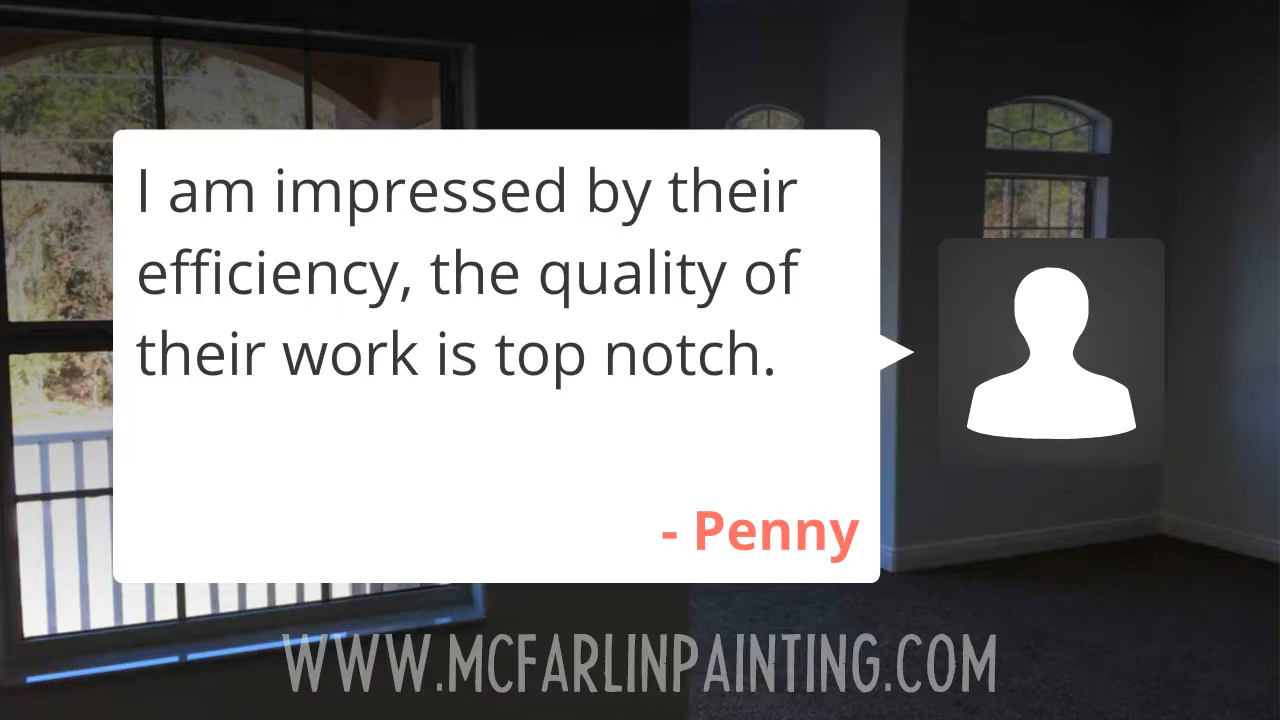 I am impressed by their
efficiency, the quality of
their work is top notch.
- Penny
WWW.MCFARLINPAINTING.COM